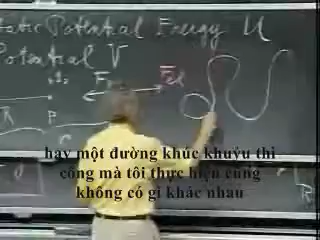 tatic Potential Energy U
Potential V
P
R
r
hay một đường khúc khuỷu thì
công mà tôi thực hiện cũng
không có gì khác nhau